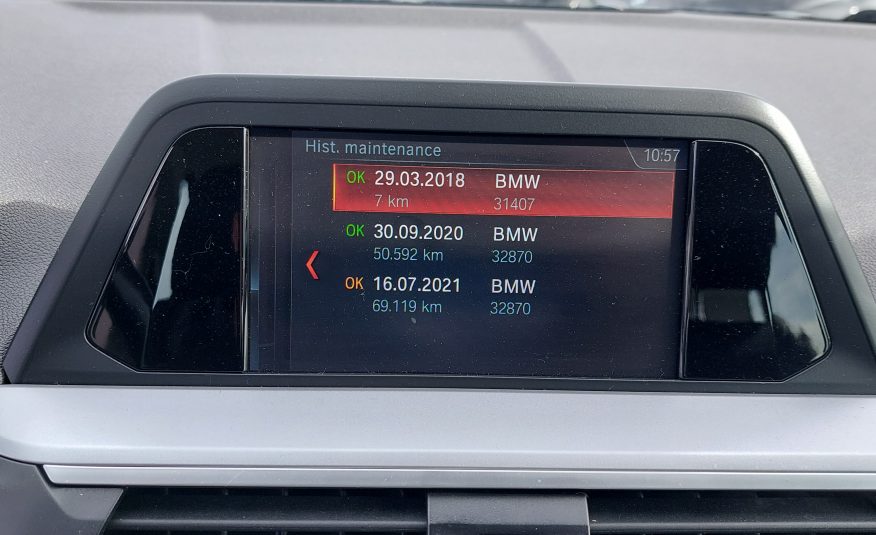 Hist. maintenance 10:57
OK 29.03.2018 BMW
7 km 31407
OK 30.09.2020 BMW
50.592 km 32870
OK 16.07.2021 BMW
69.119 km 32870